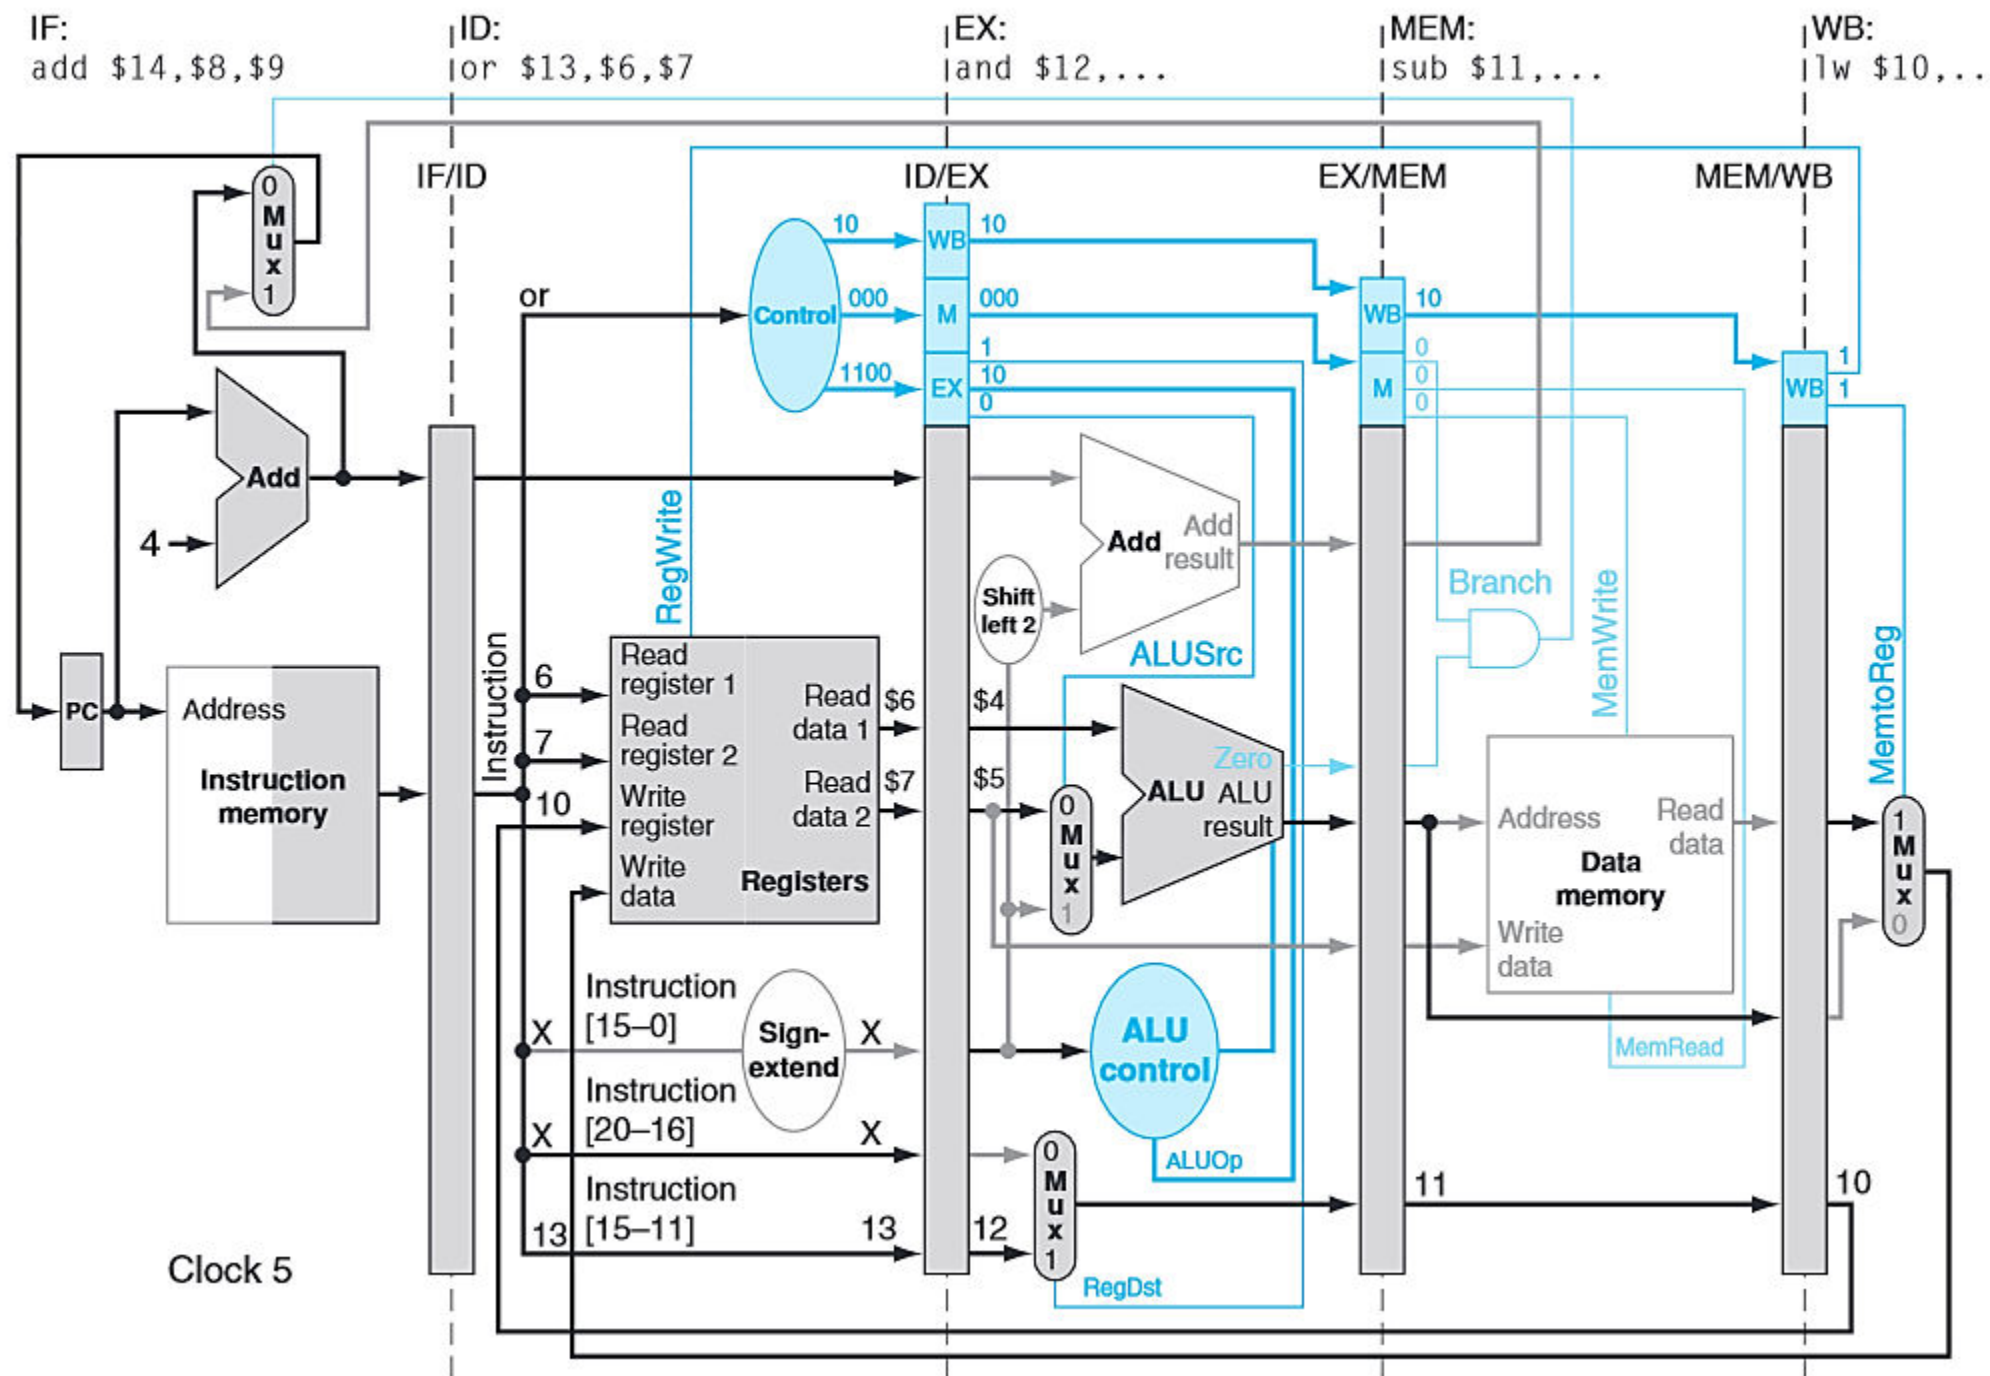 IF:
add $14,$8,$9
ID:
or $13,$6,$7
EX:
and $12,...
MEM:
sub $11,...
WB:
lw $10,..
IF/ID
ID/EX
EX/MEM
MEM/WB
0
M
u
x
1
or
Control
10
000
1100
WB
M
EX
10
000
1
10
0
WB
M
10
0
0
0
WB
1
1
Add
4
RegWrite
Shift
left 2
Add
Add
result
ALUSrc
Branch
MemWrite
MemtoReg
PC
Address
Instruction
memory
Instruction
6
7
10
Read
register 1
Read
register 2
Write
register
Write
data
Read
data 1
Read
data 2
Registers
$6
$7
$4
$5
0
M
u
x
1
Zero
ALU
ALU
result
Address
Read
data
Data
memory
Write
data
MemRead
1
M
u
x
0
X
Instruction
[15–0]
Sign-
extend
X
ALU
control
X
Instruction
[20–16]
X
ALUOp
13
Instruction
[15–11]
13
12
0
M
u
x
1
RegDst
11
10
Clock 5